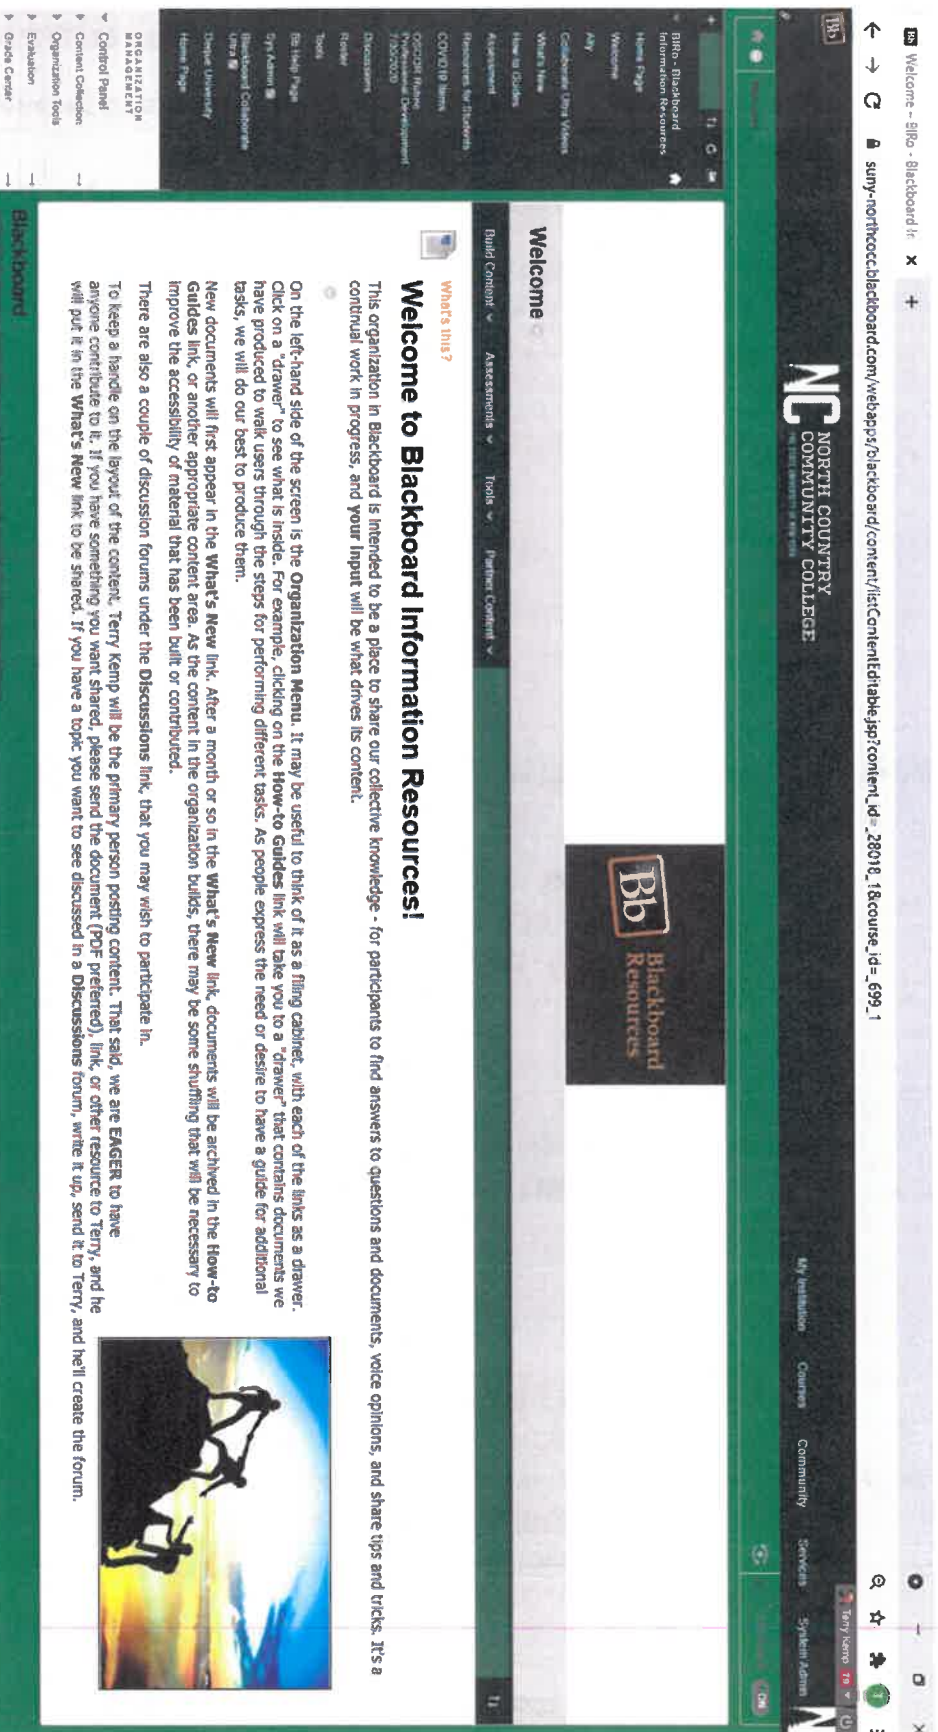 Welcome – BIRo - Blackboard In
suny-northcocc.blackboard.com/webapps/blackboard/content/listContentEditable.jsp?content_id=_28018_1&course_id=_699_1
Terry Kemp 79
Bb
NC NORTH COUNTRY
COMMUNITY COLLEGE
My Institution Courses Community Services System Admin
Welcome
ON
BIRo - Blackboard
Information Resources
Home Page
Welcome
Ally
Collaborate Ultra Videos
What's New
How-to Guides
Assessment
Resources for Students
COVID19 Items
Professional Development
7/30/2020
Discussions
Roster
Tools
Bb Help Page
Sys Admin
Blackboard Collaborate
Ultra
Degree University
Home Page
ORGANIZATION
MANAGEMENT
Control Panel
Content Collection
Organization Tools
Evaluation
Grade Center
Bb Blackboard
Resources
Welcome
Build Content Assessments Tools Partner Content
What's this?
Welcome to Blackboard Information Resources!
This organization in Blackboard is intended to be a place to share our collective knowledge - for participants to find answers to questions and documents, voice opinions, and share tips and tricks. It's a
continual work in progress, and your input will be what drives its content.
On the left-hand side of the screen is the Organization Menu. It may be useful to think of it as a filing cabinet, with each of the links as a drawer.
Click on a "drawer" to see what is inside. For example, clicking on the How-to Guides link will take you to a "drawer" that contains documents we
have produced to walk users through the steps for performing different tasks. As people express the need or desire to have a guide for additional
tasks, we will do our best to produce them.
New documents will first appear in the What's New link. After a month or so in the What's New link, documents will be archived in the How-to
Guides link, or another appropriate content area. As the content in the organization builds, there may be some shuffling that will be necessary to
improve the accessibility of material that has been built or contributed.
There are also a couple of discussion forums under the Discussions link, that you may wish to participate in.
To keep a handle on the layout of the content, Terry Kemp will be the primary person posting content. That said, we are EAGER to have
anyone contribute to it. If you have something you want shared, please send the document (PDF preferred), link, or other resource to Terry, and he
will put it in the What's New link to be shared. If you have a topic you want to see discussed in a Discussions forum, write it up, send it to Terry, and he'll create the forum.
Blackboard